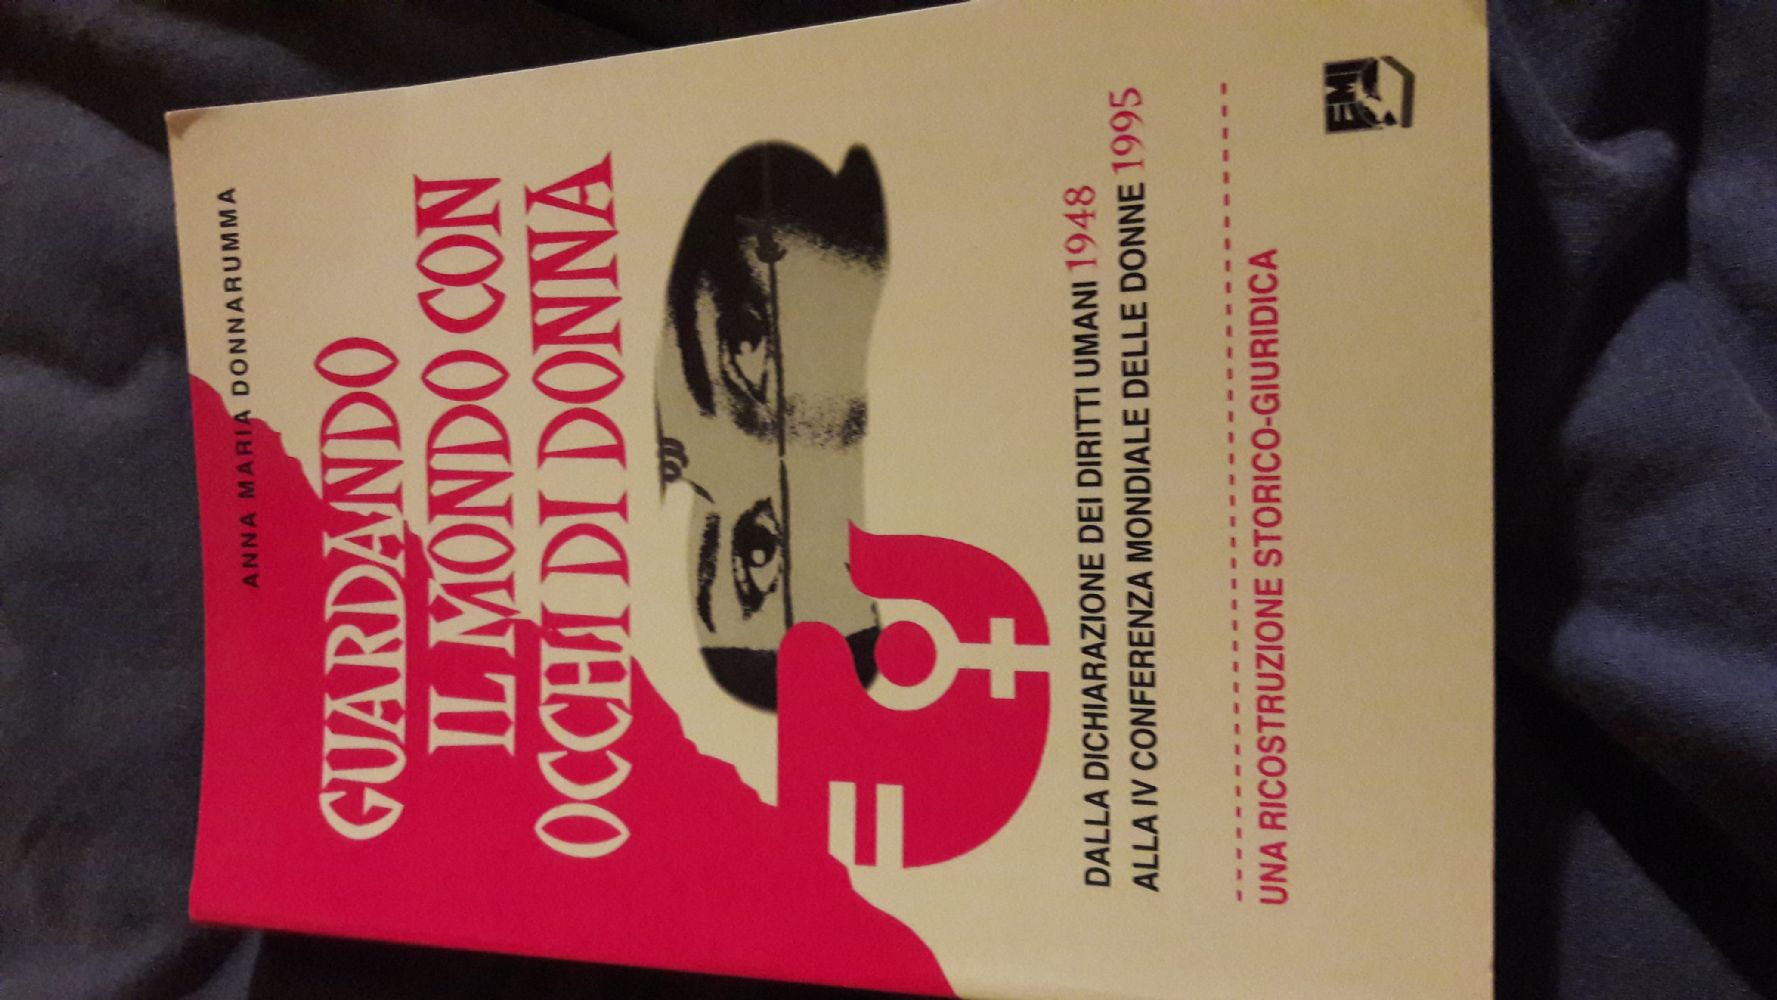 ANNA MARIA DONNARUMMA
GUARDANDO
IL MONDO CON
OCCHI DI DONNA
=
DALLA DICHIARAZIONE DEI DIRITTI UMANI 1948
ALLA IV CONFERENZA MONDIALE DELLE DONNE 1995
UNA RICOSTRUZIONE STORICO-GIURIDICA
EMI